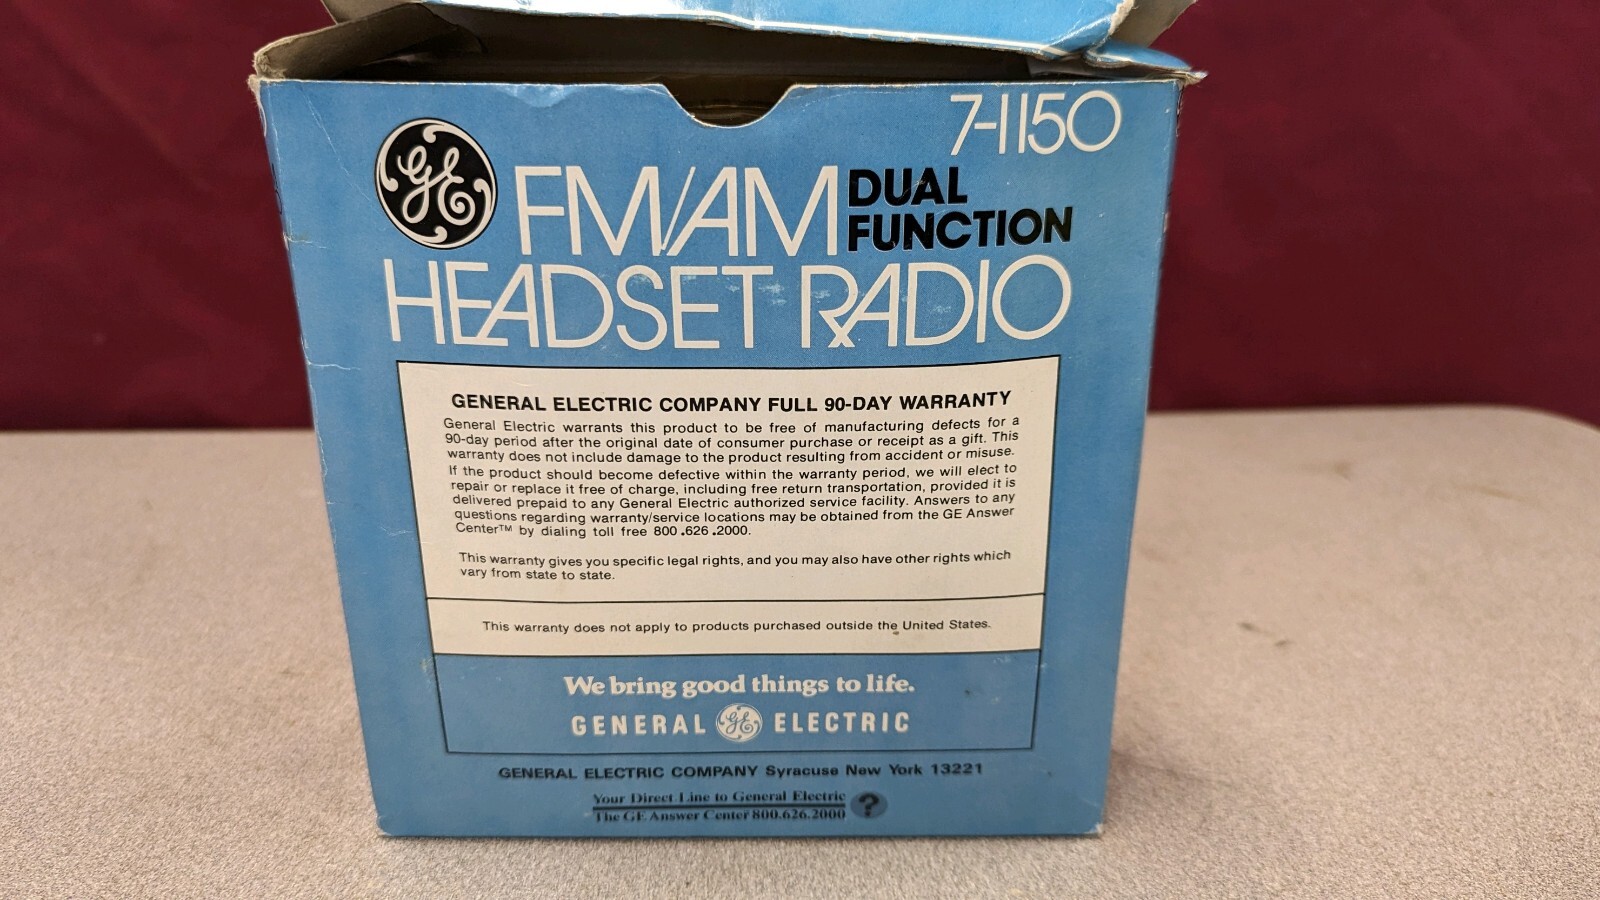 7-1150
GE
FM/AM DUAL FUNCTION
HEADSET RADIO
GENERAL ELECTRIC COMPANY FULL 90-DAY WARRANTY
General Electric warrants this product to be free of manufacturing defects for a
90-day period after the original date of consumer purchase or receipt as a gift. This
warranty does not include damage to the product resulting from accident or misuse.
If the product should become defective within the warranty period, we will elect to
repair or replace it free of charge, including free return transportation, provided it is
delivered prepaid to any General Electric authorized service facility. Answers to any
questions regarding warranty/service locations may be obtained from the GE Answer
Center™ by dialing toll free 800.626.2000.
This warranty gives you specific legal rights, and you may also have other rights which
vary from state to state.
This warranty does not apply to products purchased outside the United States.
We bring good things to life.
GENERAL GE ELECTRIC
GENERAL ELECTRIC COMPANY Syracuse New York 13221
Your Direct Line to General Electric
The GE Answer Center 800.626.2000 ?